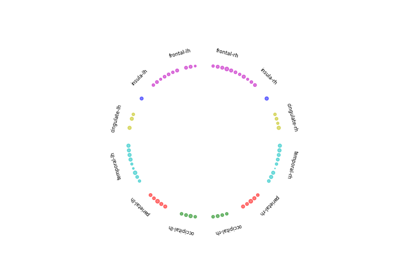 frontal-lh
frontal-rh
insula-lh
insula-rh
cingulate-lh
cingulate-rh
temporal-lh
temporal-rh
parietal-lh
parietal-rh
occipital-lh
occipital-rh